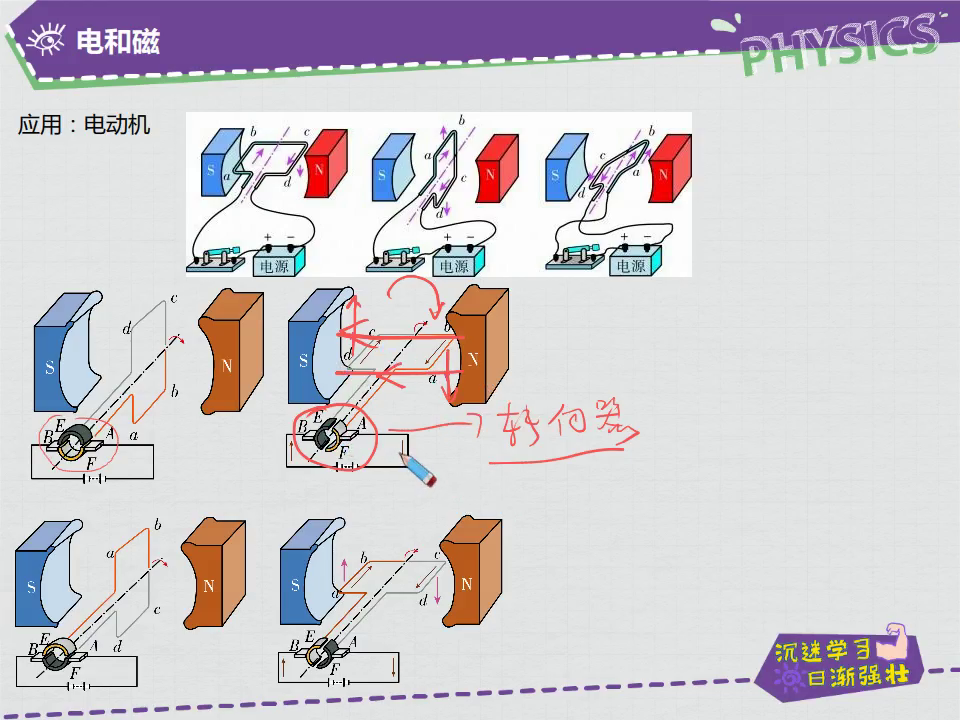 电和磁
PHYSICS
应用：电动机
b c S N a d + - 电源
b a S N c d + - 电源
b c S N a d + - 电源
c d S N b E B A a F
c b d S N a E B A F
转向器
b a S N c E B A d F
b c a S N d E B A F
沉迷学习
日渐强壮